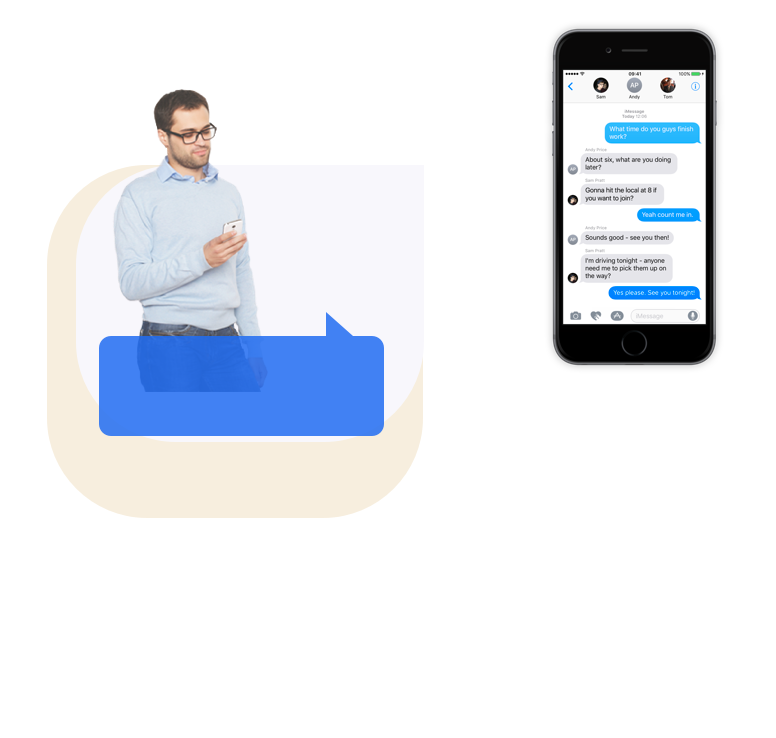 09:41
100%
AP
Sam
Andy
Tom
iMessage
Today 12:08
What time do you guys finish
work?
Andy Price
About six, what are you doing
later?
AP
Sam Pratt
Gonna hit the local at 8 if
you want to join?
Yeah count me in.
Andy Price
AP
Sounds good - see you then!
Sam Pratt
I'm driving tonight - anyone
need me to pick them up on
the way?
Yes please. See you tonight!
iMessage